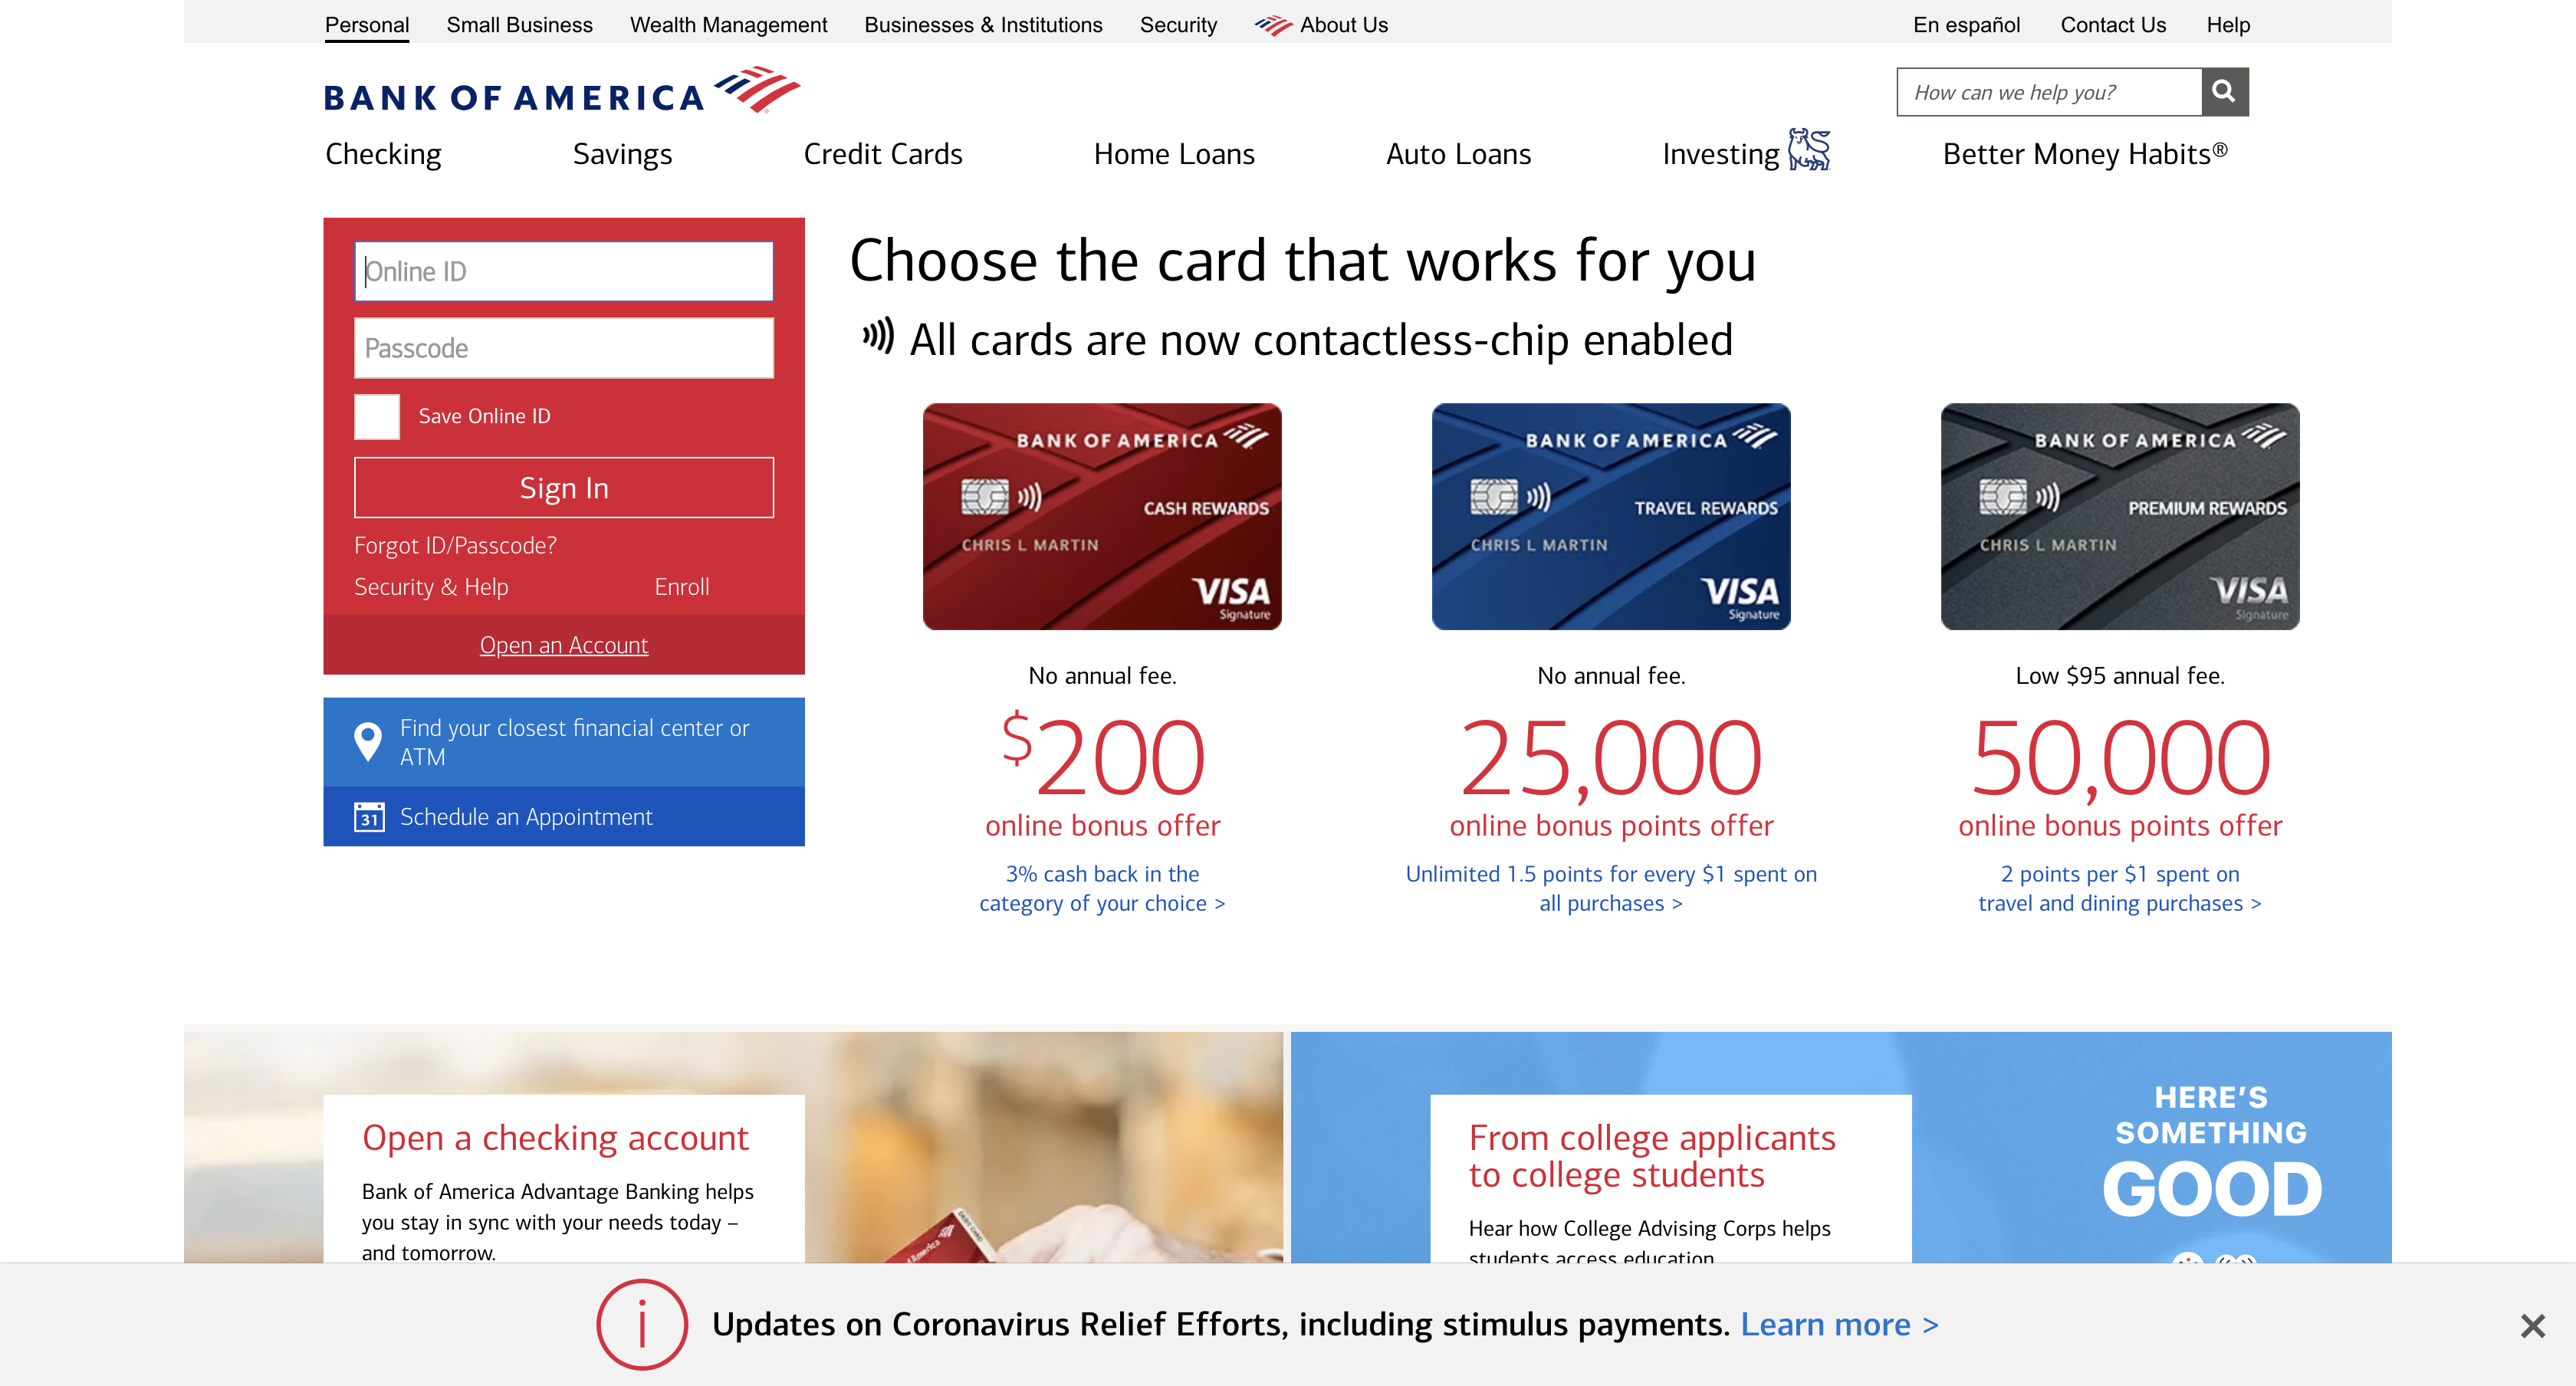 Personal Small Business Wealth Management Businesses & Institutions Security About Us En español Contact Us Help
BANK OF AMERICA
How can we help you?
Checking Savings Credit Cards Home Loans Auto Loans Investing Better Money Habits®
Online ID
Passcode
Save Online ID
Sign In
Forgot ID/Passcode?
Security & Help Enroll
Open an Account
Find your closest financial center or
ATM
31
Schedule an Appointment
Choose the card that works for you
All cards are now contactless-chip enabled
BANK OF AMERICA
CASH REWARDS
CHRIS L MARTIN
VISA
Signature
No annual fee.
$200
online bonus offer
3% cash back in the
category of your choice >
BANK OF AMERICA
TRAVEL REWARDS
CHRIS L MARTIN
VISA
Signature
No annual fee.
25,000
online bonus points offer
Unlimited 1.5 points for every $1 spent on
all purchases >
BANK OF AMERICA
PREMIUM REWARDS
CHRIS L MARTIN
VISA
Signature
Low $95 annual fee.
50,000
online bonus points offer
2 points per $1 spent on
travel and dining purchases >
Open a checking account
Bank of America Advantage Banking helps
you stay in sync with your needs today –
and tomorrow.
From college applicants
to college students
Hear how College Advising Corps helps
students access education
HERE'S
SOMETHING
GOOD
Updates on Coronavirus Relief Efforts, including stimulus payments. Learn more >